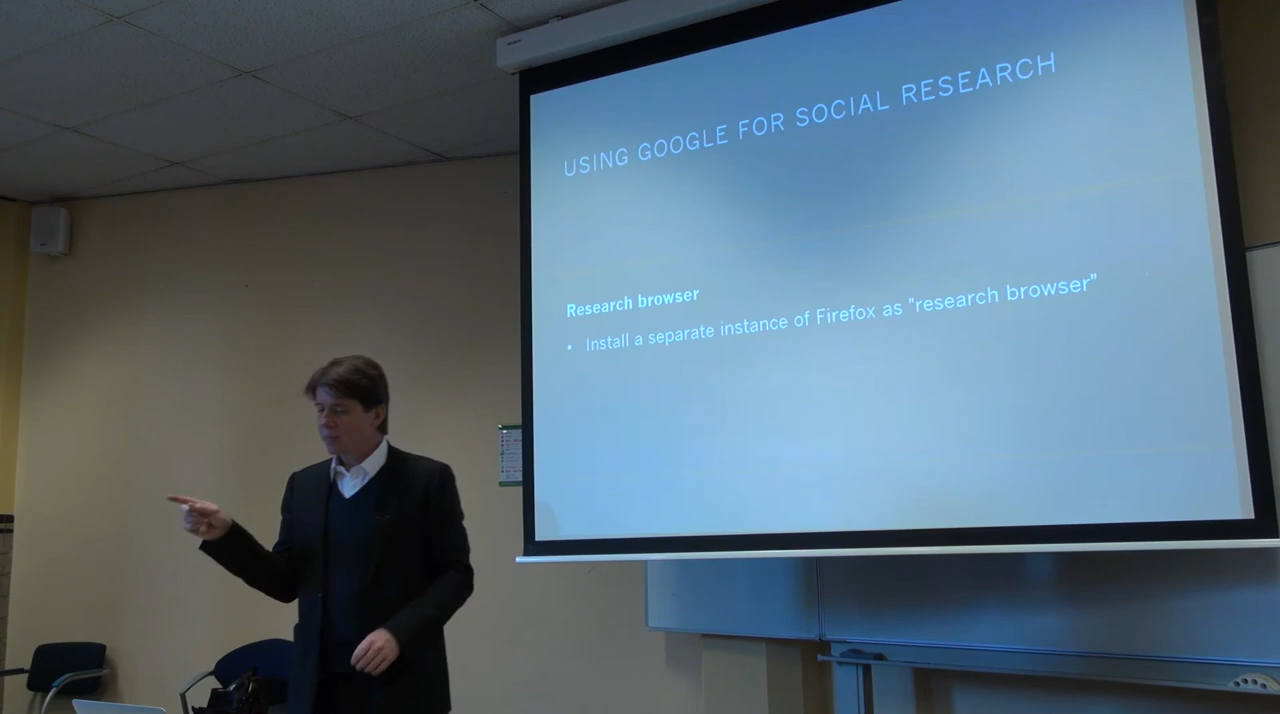 USING GOOGLE FOR SOCIAL RESEARCH
Research browser
• Install a separate instance of Firefox as "research browser"